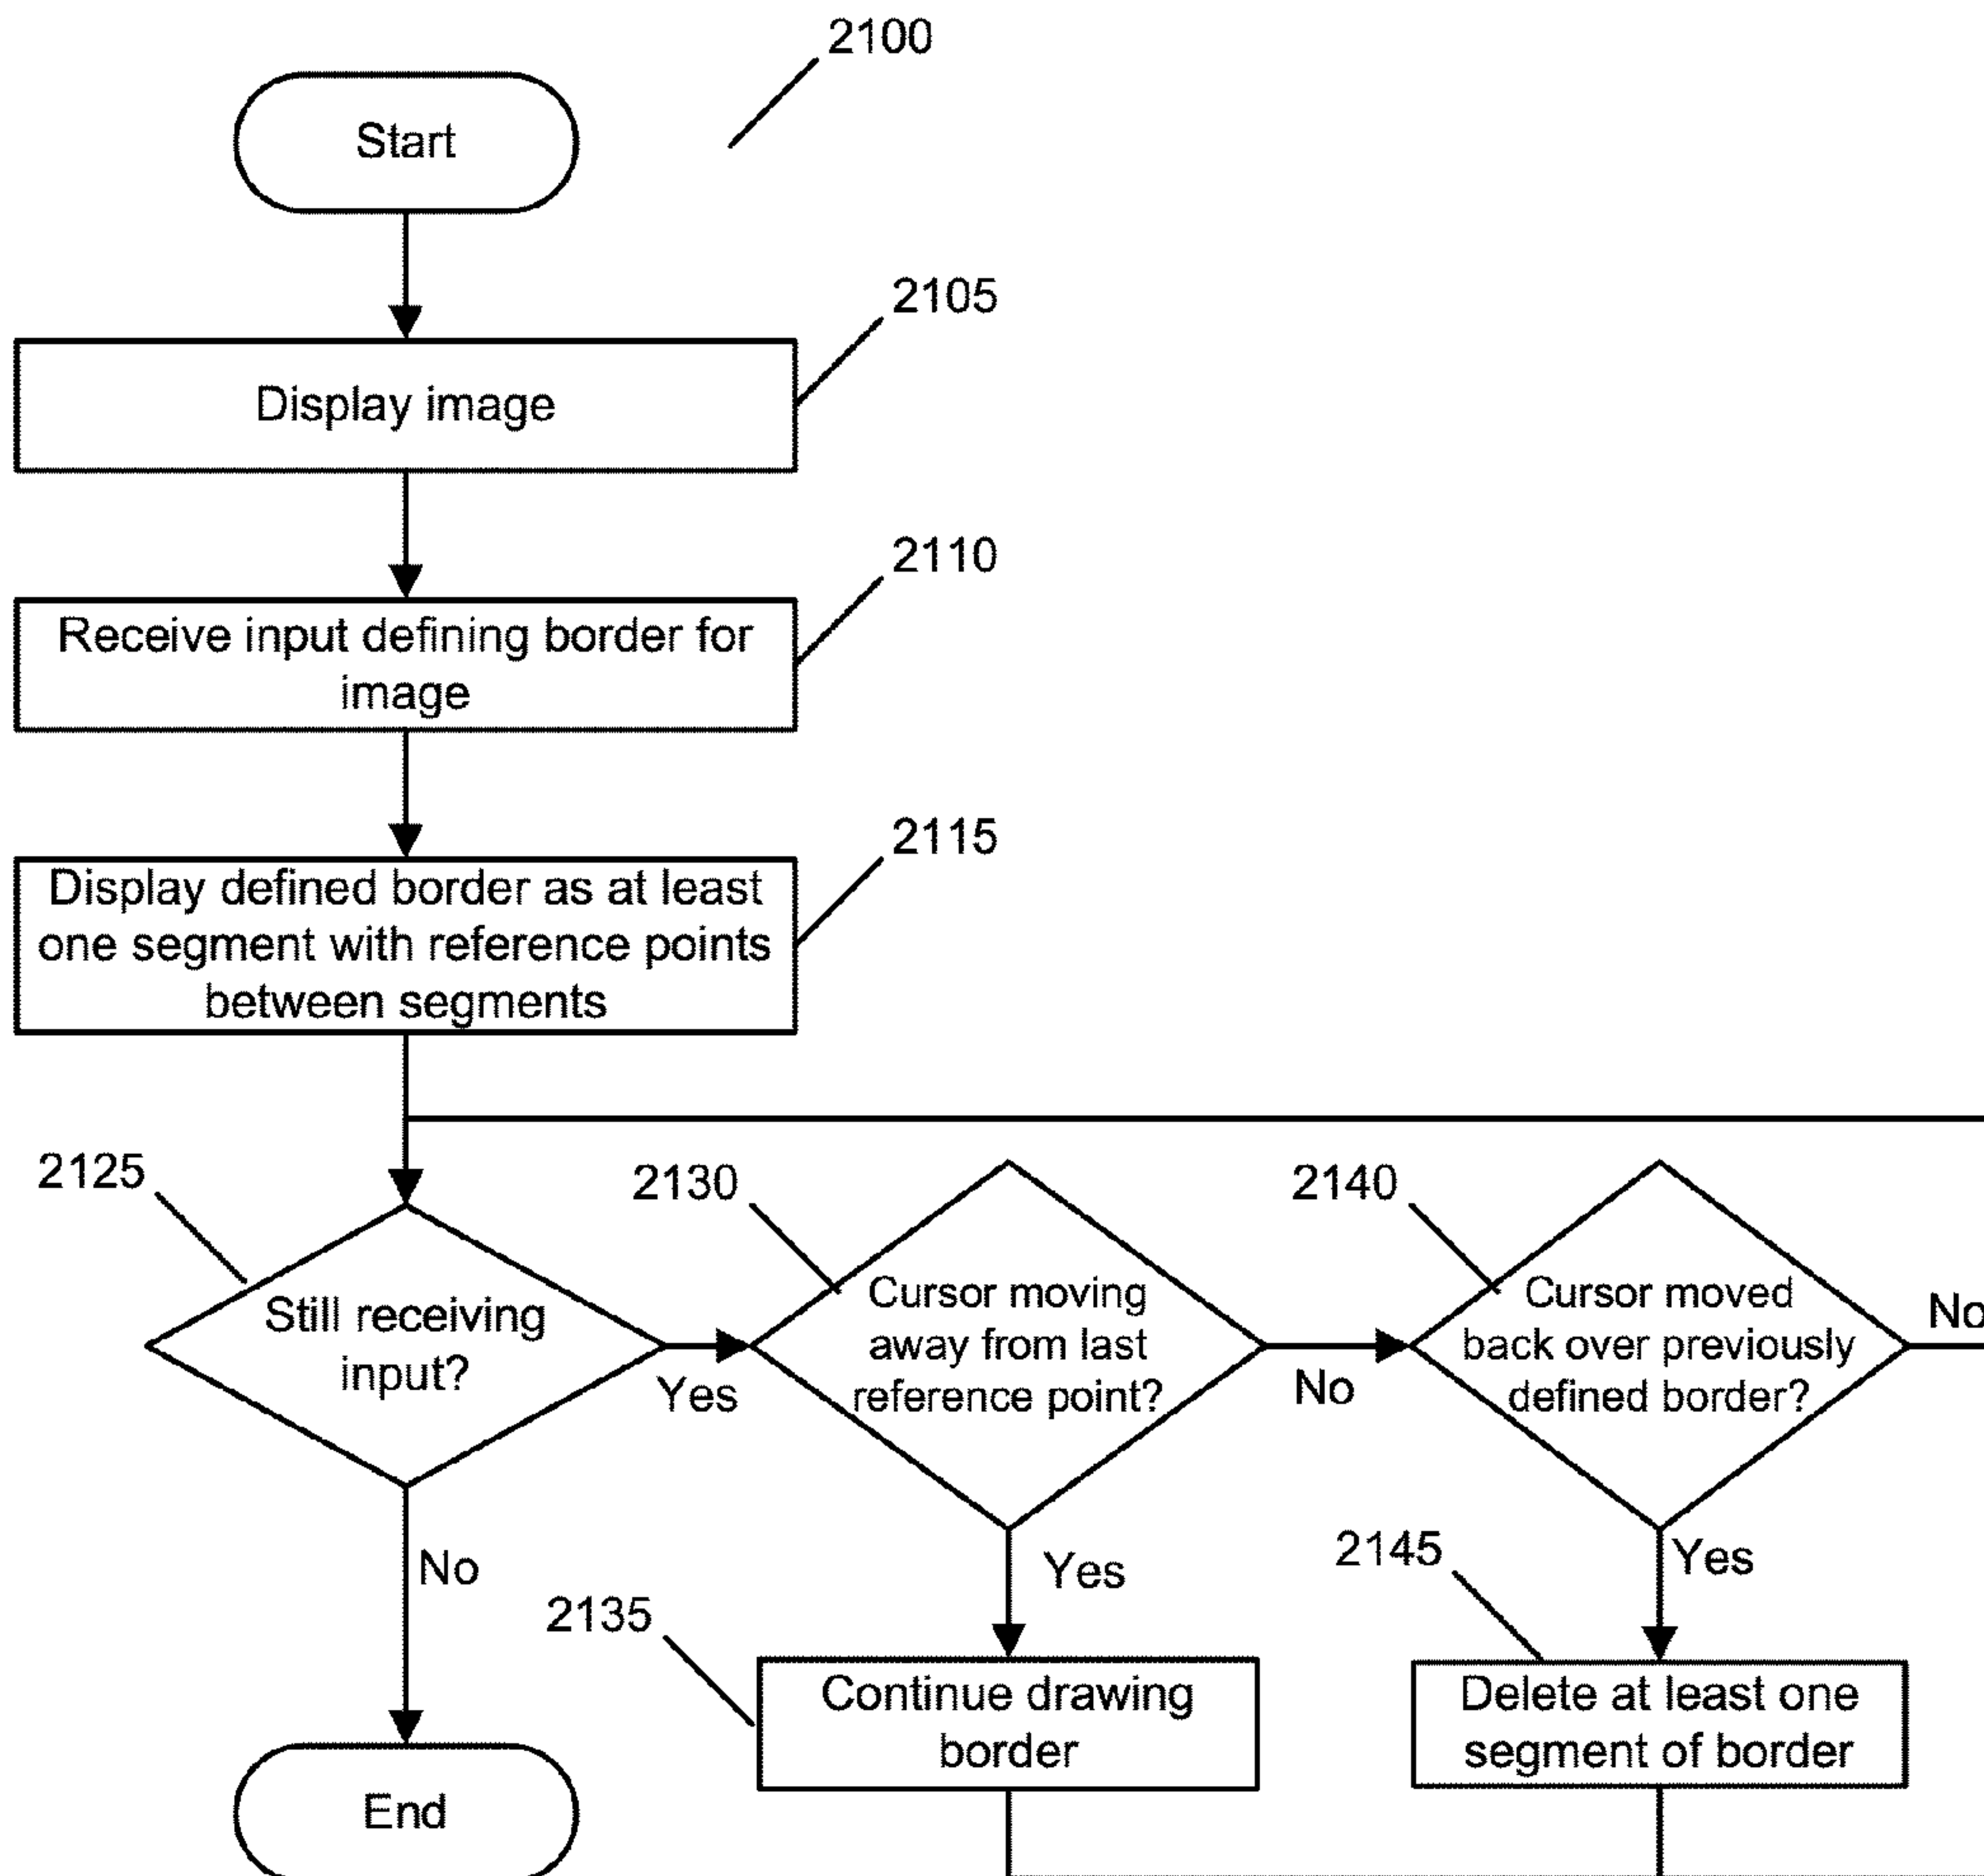 2100
Start
2105
Display image
2110
Receive input defining border for
image
2115
Display defined border as at least
one segment with reference points
between segments
2125
Still receiving
input?
Yes
No
2130
Cursor moving
away from last
reference point?
No
Yes
2140
Cursor moved
back over previously
defined border?
No
Yes
2135
Continue drawing
border
2145
Delete at least one
segment of border
End